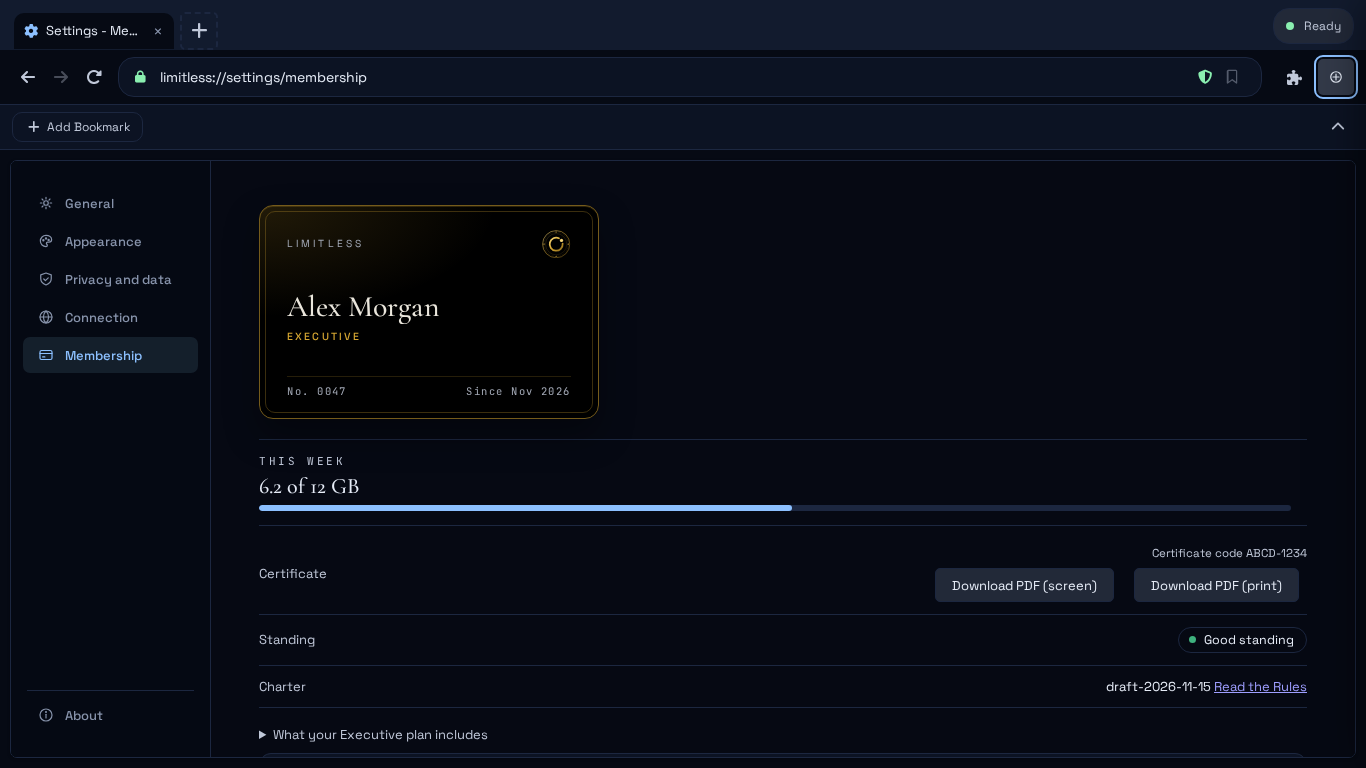 Settings - Me...
Ready
limitless://settings/membership
Add Bookmark
General
Appearance
Privacy and data
Connection
Membership
About
LIMITLESS
Alex Morgan
EXECUTIVE
No. 0047 Since Nov 2026
THIS WEEK
6.2 of 12 GB
Certificate code ABCD-1234
Certificate
Download PDF (screen) Download PDF (print)
Standing Good standing
Charter draft-2026-11-15 Read the Rules
What your Executive plan includes